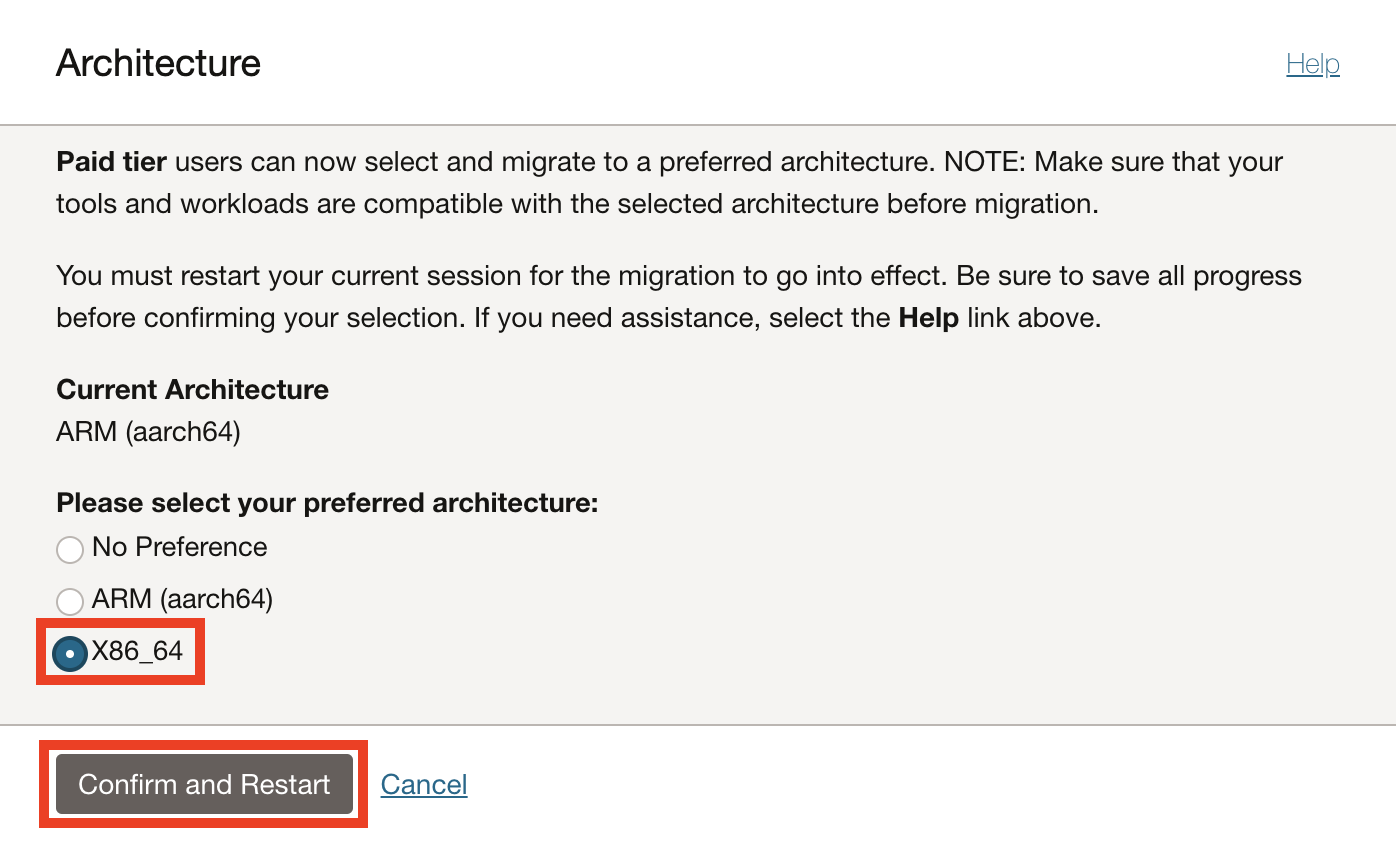 Architecture
Help
Paid tier users can now select and migrate to a preferred architecture. NOTE: Make sure that your
tools and workloads are compatible with the selected architecture before migration.
You must restart your current session for the migration to go into effect. Be sure to save all progress
before confirming your selection. If you need assistance, select the Help link above.
Current Architecture
ARM (aarch64)
Please select your preferred architecture:
No Preference
ARM (aarch64)
X86_64
Confirm and Restart
Cancel